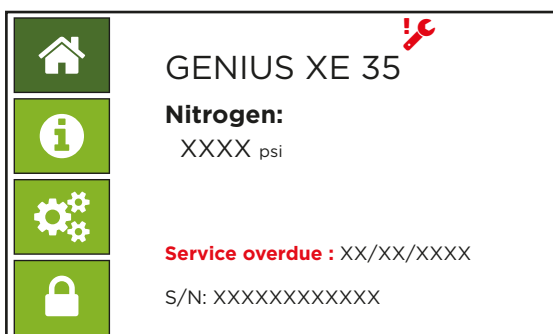 GENIUS XE 35
Nitrogen:
XXXX psi
Service overdue : XX/XX/XXXX
S/N: XXXXXXXXXXXX